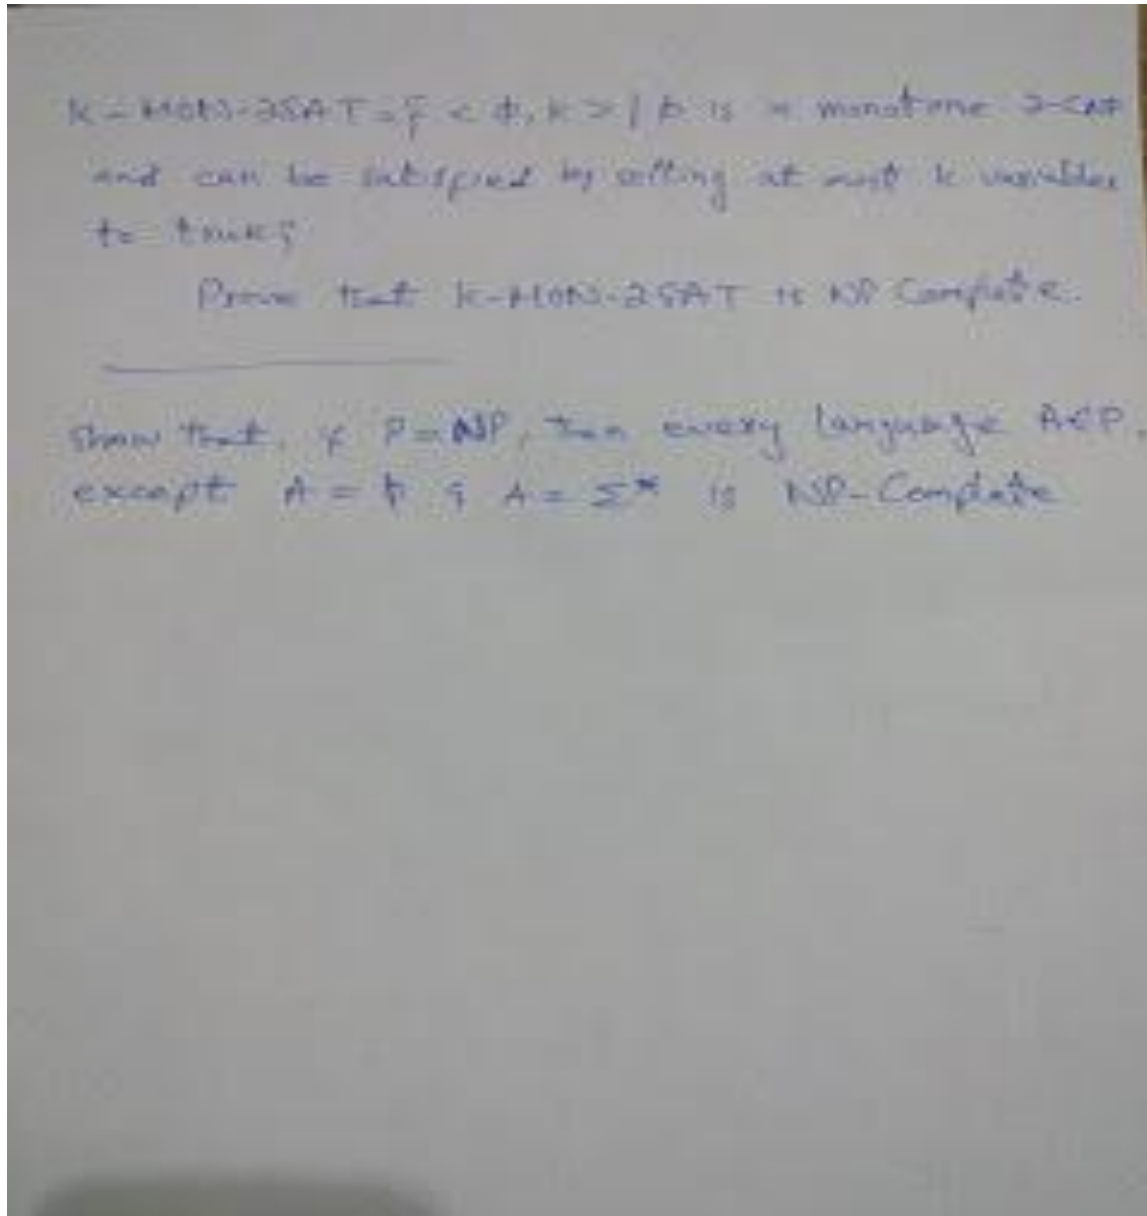 K-MON-2SAT = { < φ, k > | φ is a monotone 2-CNF
and can be satisfied by setting at most k variables
to true}
Prove that K-MON-2SAT is NP Complete.
Show that, if P = NP, then every language A∈P,
except A = ϕ & A = Σ* is NP-Complete